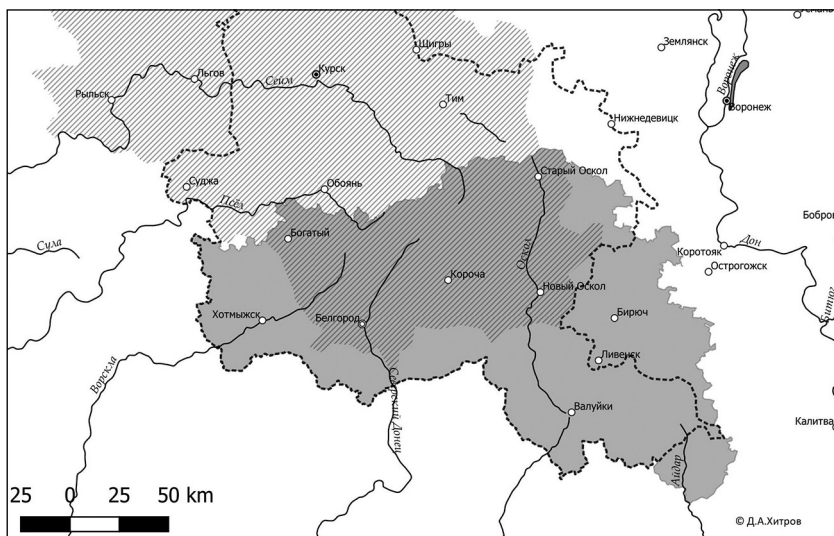 Щигры
Землянск
Курск
Льгов
Сейм
Рыльск
Воронеж
Воронеж
Тим
Нижнедевицк
Старый Оскол
Суджа
Обоянь
Псёл
Богатый
Сула
Короча
Оскол
Новый Оскол
Коротояк
Дон
Острогожск
Бобров
Битюг
Хотмыжск
Белгород
Бирюч
Ливенск
Ворскла
Северский Донец
Валуйки
Калитва
Айдар
25 0 25 50 km
© Д.А.Хитров